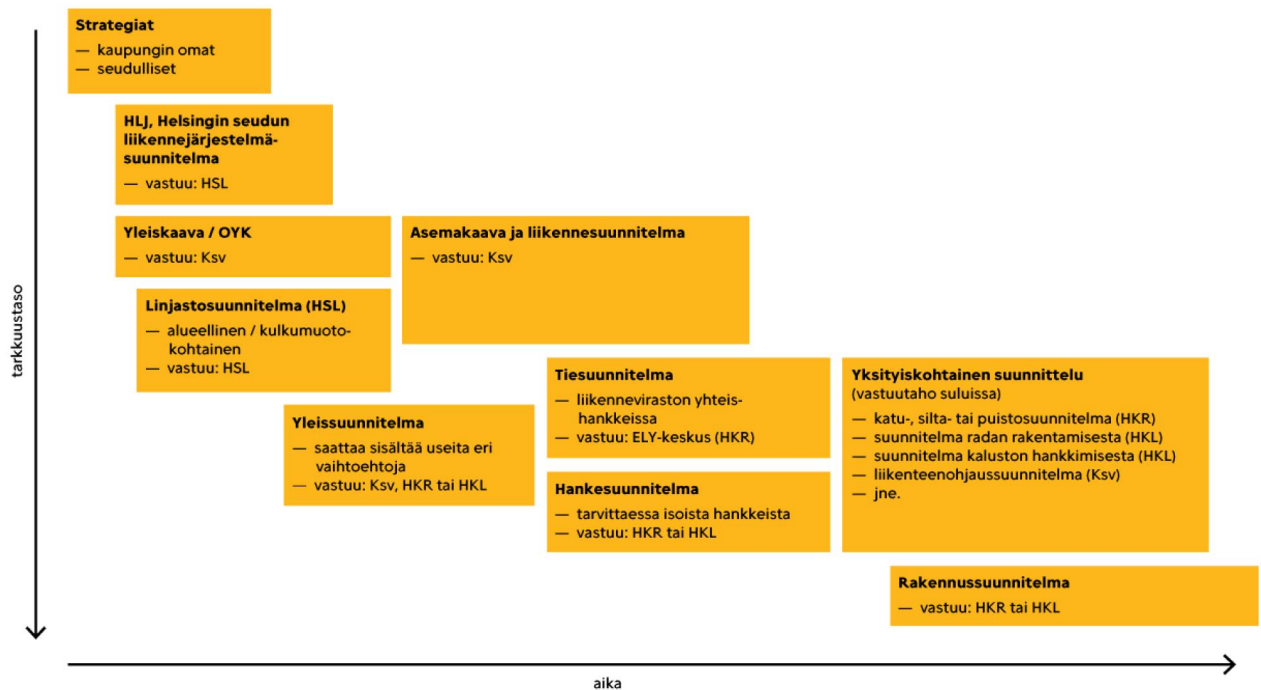 Strategiat
— kaupungin omat
— seudulliset
HLJ, Helsingin seudun
liikennejärjestelmä-
suunnitelma
— vastuu: HSL
Yleiskaava / OYK
— vastuu: Ksv
Asemakaava ja liikennesuunnitelma
— vastuu: Ksv
Linjastosuunnitelma (HSL)
— alueellinen / kulkumuoto-
kohtainen
— vastuu: HSL
Yleissuunnitelma
— saattaa sisältää useita eri
vaihtoehtoja
— vastuu: Ksv, HKR tai HKL
Tiesuunnitelma
— liikenneviraston yhteis-
hankkeissa
— vastuu: ELY-keskus (HKR)
Hankesuunnitelma
— tarvittaessa isoista hankkeista
— vastuu: HKR tai HKL
Yksityiskohtainen suunnittelu
(vastuutaho suluissa)
— katu-, silta- tai puistosuunnitelma (HKR)
— suunnitelma radan rakentamisesta (HKL)
— suunnitelma kaluston hankkimisesta (HKL)
— liikenteenohjaussuunnitelma (Ksv)
— jne.
Rakennussuunnitelma
— vastuu: HKR tai HKL
tarkkuustaso
aika